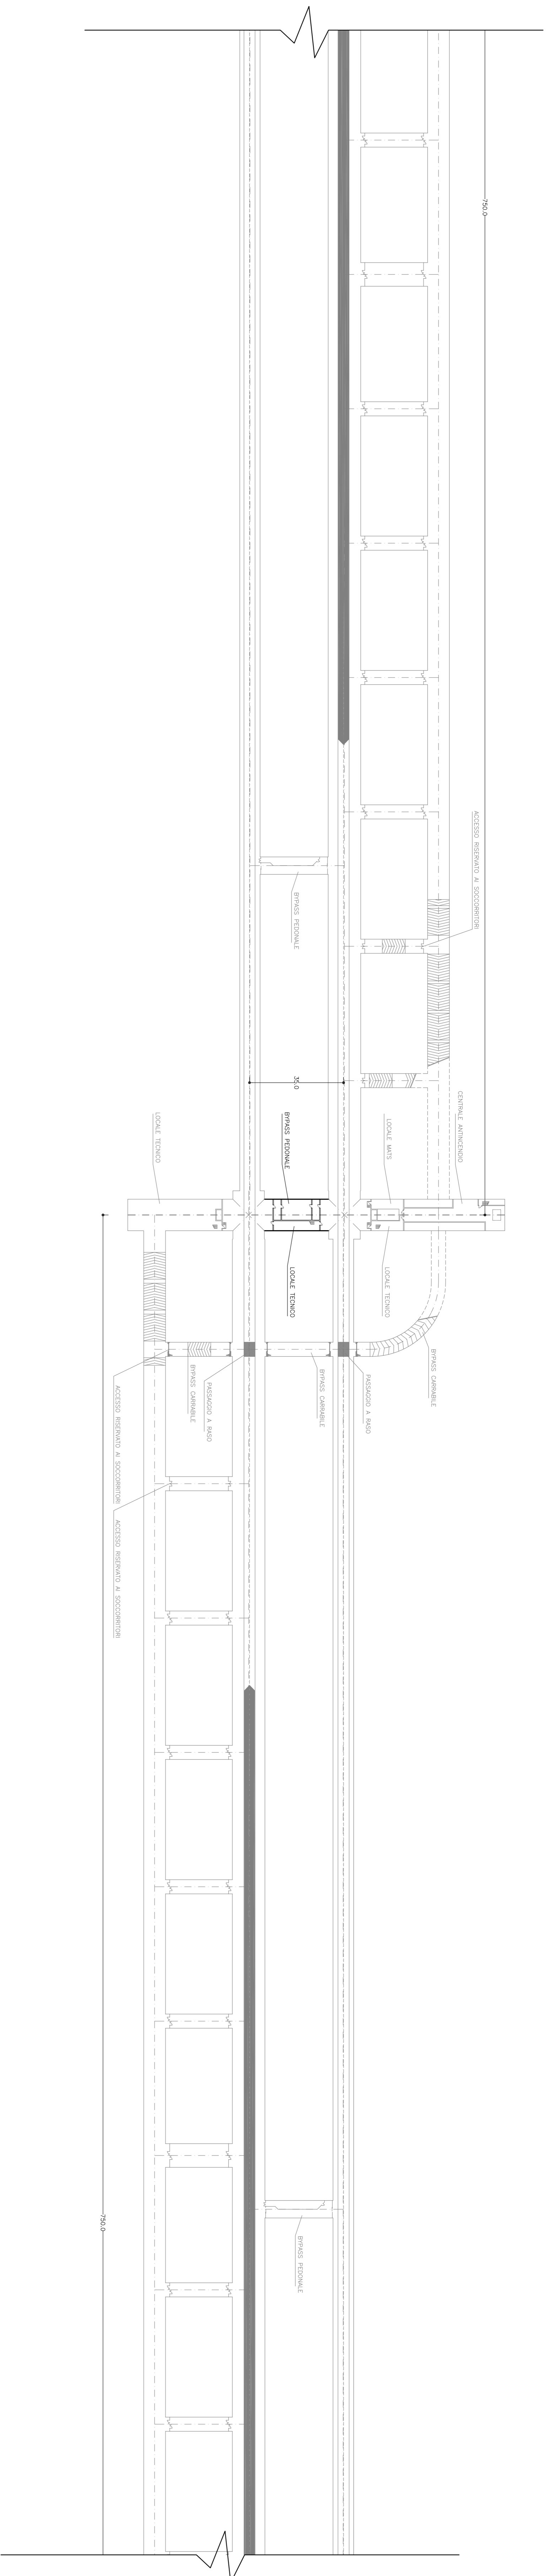 ~750.0
ACCESSO RISERVATO AI SOCCORRITORI
BYPASS PEDONALE
35.0
CENTRALE ANTINCENDIO
LOCALE MATS
BYPASS PEDONALE
LOCALE TECNICO
LOCALE TECNICO
LOCALE TECNICO
BYPASS CARRABILE
PASSAGGIO A RASO
BYPASS CARRABILE
PASSAGGIO A RASO
BYPASS CARRABILE
ACCESSO RISERVATO AI SOCCORRITORI
ACCESSO RISERVATO AI SOCCORRITORI
BYPASS PEDONALE
~750.0